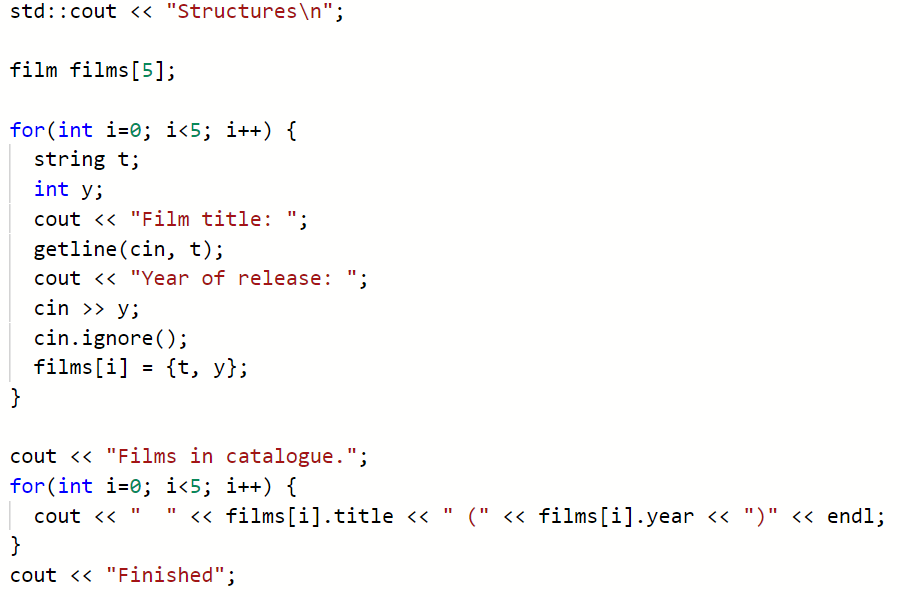 std::cout << "Structures\n";

film films[5];

for(int i=0; i<5; i++) {
  string t;
  int y;
  cout << "Film title: ";
  getline(cin, t);
  cout << "Year of release: ";
  cin >> y;
  cin.ignore();
  films[i] = {t, y};
}

cout << "Films in catalogue.";
for(int i=0; i<5; i++) {
  cout << "  " << films[i].title << " (" << films[i].year << ")" << endl;
}
cout << "Finished";